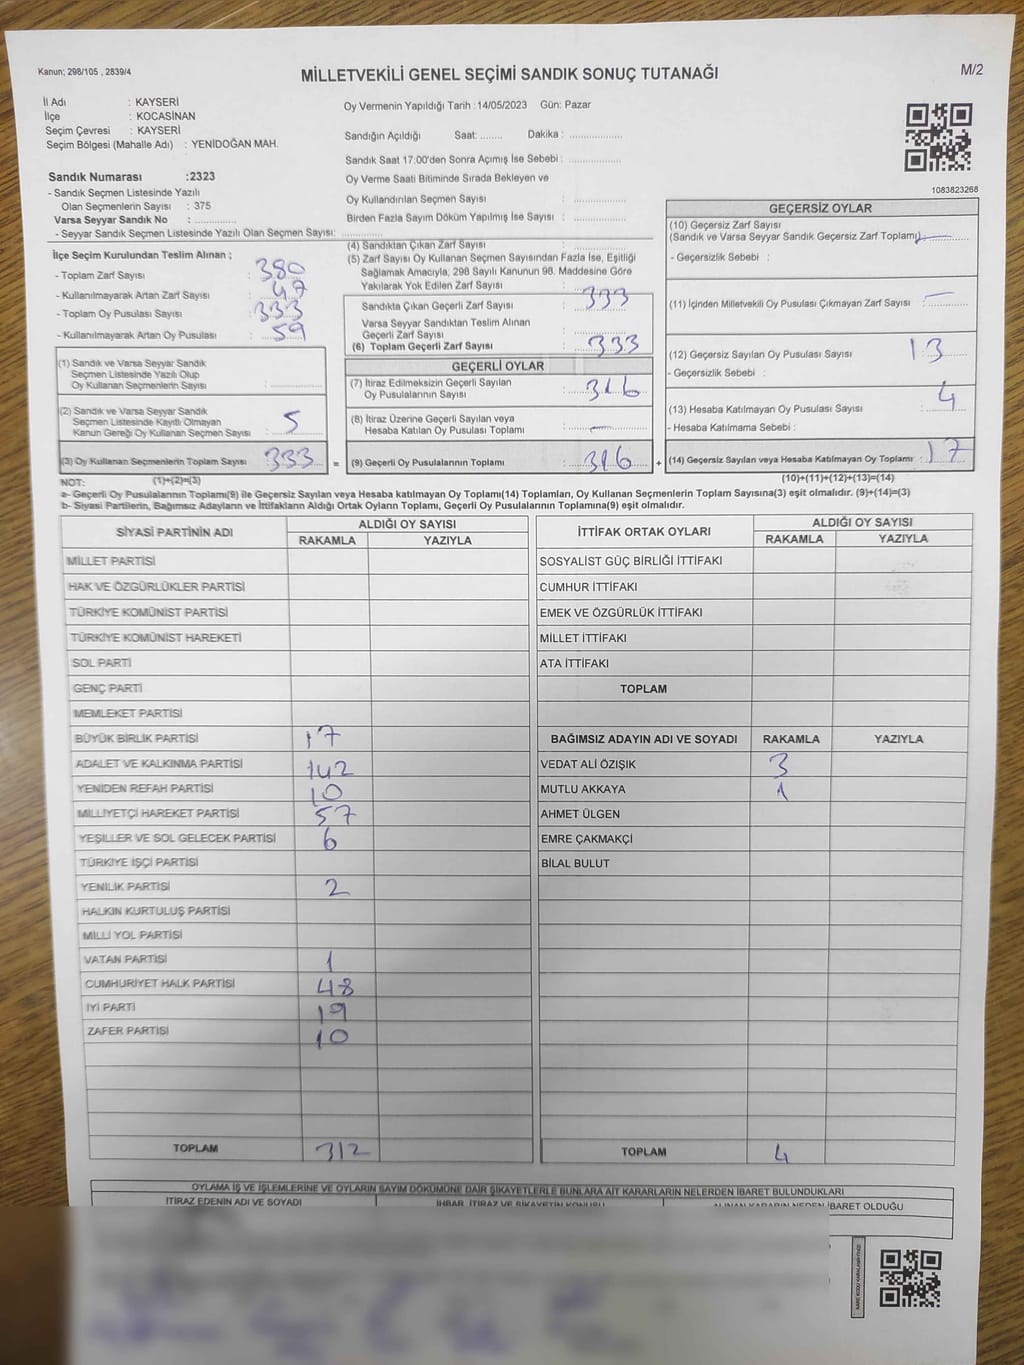 Kanun; 298/105 , 2839/4
MİLLETVEKİLİ GENEL SEÇİMİ SANDIK SONUÇ TUTANAĞI
M/2
İl Adı : KAYSERİ
İlçe : KOCASİNAN
Seçim Çevresi : KAYSERİ
Seçim Bölgesi (Mahalle Adı) : YENİDOĞAN MAH.
Sandık Numarası :2323
- Sandık Seçmen Listesinde Yazılı
Olan Seçmenlerin Sayısı : 375
Varsa Seyyar Sandık No : ..............
- Seyyar Sandık Seçmen Listesinde Yazılı Olan Seçmen Sayısı: ..............
Oy Vermenin Yapıldığı Tarih :14/05/2023 Gün: Pazar
Sandığın Açıldığı Saat: ........ Dakika : ..................
Sandık Saat 17:00'den Sonra Açımış İse Sebebi : ..................
Oy Verme Saati Bitiminde Sırada Bekleyen ve
Oy Kullandırılan Seçmen Sayısı : ..................
Birden Fazla Sayım Döküm Yapılmış İse Sayısı : ..................
1083823268
İlçe Seçim Kurulundan Teslim Alınan ;
- Toplam Zarf Sayısı : 380
- Kullanılmayarak Artan Zarf Sayısı : 47
- Toplam Oy Pusulası Sayısı : 333
- Kullanılmayarak Artan Oy Pusulası : 59
(1) Sandık ve Varsa Seyyar Sandık
Seçmen Listesinde Yazılı Olup
Oy Kullanan Seçmenlerin Sayısı : ..............
(2) Sandık ve Varsa Seyyar Sandık
Seçmen Listesinde Kayıtlı Olmayan
Kanun Gereği Oy Kullanan Seçmen Sayısı : 5
(3) Oy Kullanan Seçmenlerin Toplam Sayısı 333
(1)+(2)=(3)
(4) Sandıktan Çıkan Zarf Sayısı : ..............
(5) Zarf Sayısı Oy Kullanan Seçmen Sayısından Fazla İse, Eşitliği
Sağlamak Amacıyla, 298 Sayılı Kanunun 98. Maddesine Göre
Yakılarak Yok Edilen Zarf Sayısı :
Sandıkta Çıkan Geçerli Zarf Sayısı : 333
Varsa Seyyar Sandıktan Teslim Alınan
Geçerli Zarf Sayısı : ..............
(6) Toplam Geçerli Zarf Sayısı : 333
GEÇERLİ OYLAR
(7) İtiraz Edilmeksizin Geçerli Sayılan
Oy Pusulalarının Sayısı : 316
(8) İtiraz Üzerine Geçerli Sayılan veya
Hesaba Katılan Oy Pusulası Toplamı : —
= (9) Geçerli Oy Pusulalarının Toplamı : 316 +
GEÇERSİZ OYLAR
(10) Geçersiz Zarf Sayısı
(Sandık ve Varsa Seyyar Sandık Geçersiz Zarf Toplamı) —
- Geçersizlik Sebebi :
(11) İçinden Milletvekili Oy Pusulası Çıkmayan Zarf Sayısı : —
(12) Geçersiz Sayılan Oy Pusulası Sayısı : 13
- Geçersizlik Sebebi :
(13) Hesaba Katılmayan Oy Pusulası Sayısı : 4
- Hesaba Katılmama Sebebi :
(14) Geçersiz Sayılan veya Hesaba Katılmayan Oy Toplamı : 17
(10)+(11)+(12)+(13)=(14)
NOT:
a- Geçerli Oy Pusulalarının Toplamı(9) ile Geçersiz Sayılan veya Hesaba katılmayan Oy Toplamı(14) Toplamları, Oy Kullanan Seçmenlerin Toplam Sayısına(3) eşit olmalıdır. (9)+(14)=(3)
b- Siyasi Partilerin, Bağımsız Adayların ve İttifakların Aldığı Ortak Oyların Toplamı, Geçerli Oy Pusulalarının Toplamına(9) eşit olmalıdır.
SİYASİ PARTİNİN ADI ALDIĞI OY SAYISI
RAKAMLA YAZIYLA
MİLLET PARTİSİ
HAK VE ÖZGÜRLÜKLER PARTİSİ
TÜRKİYE KOMÜNİST PARTİSİ
TÜRKİYE KOMÜNİST HAREKETİ
SOL PARTİ
GENÇ PARTİ
MEMLEKET PARTİSİ
BÜYÜK BİRLİK PARTİSİ 17
ADALET VE KALKINMA PARTİSİ 142
YENİDEN REFAH PARTİSİ 10
MİLLİYETÇİ HAREKET PARTİSİ 57
YEŞİLLER VE SOL GELECEK PARTİSİ 6
TÜRKİYE İŞÇİ PARTİSİ
YENİLİK PARTİSİ 2
HALKIN KURTULUŞ PARTİSİ
MİLLİ YOL PARTİSİ
VATAN PARTİSİ 1
CUMHURİYET HALK PARTİSİ 48
İYİ PARTİ 19
ZAFER PARTİSİ 10
TOPLAM 312
İTTİFAK ORTAK OYLARI ALDIĞI OY SAYISI
RAKAMLA YAZIYLA
SOSYALİST GÜÇ BİRLİĞİ İTTİFAKI
CUMHUR İTTİFAKI
EMEK VE ÖZGÜRLÜK İTTİFAKI
MİLLET İTTİFAKI
ATA İTTİFAKI
TOPLAM
BAĞIMSIZ ADAYIN ADI VE SOYADI RAKAMLA YAZIYLA
VEDAT ALİ ÖZIŞIK 3
MUTLU AKKAYA 1
AHMET ÜLGEN
EMRE ÇAKMAKÇİ
BİLAL BULUT
TOPLAM 4
OYLAMA İŞ VE İŞLEMLERİNE VE OYLARIN SAYIM DÖKÜMÜNE DAİR ŞİKAYETLERLE BUNLARA AİT KARARLARIN NELERDEN İBARET BULUNDUKLARI
İTİRAZ EDENİN ADI VE SOYADI İHBAR, İTİRAZ VE ŞİKAYETİN KONUSU ALINAN KARARIN NEDEN İBARET OLDUĞU